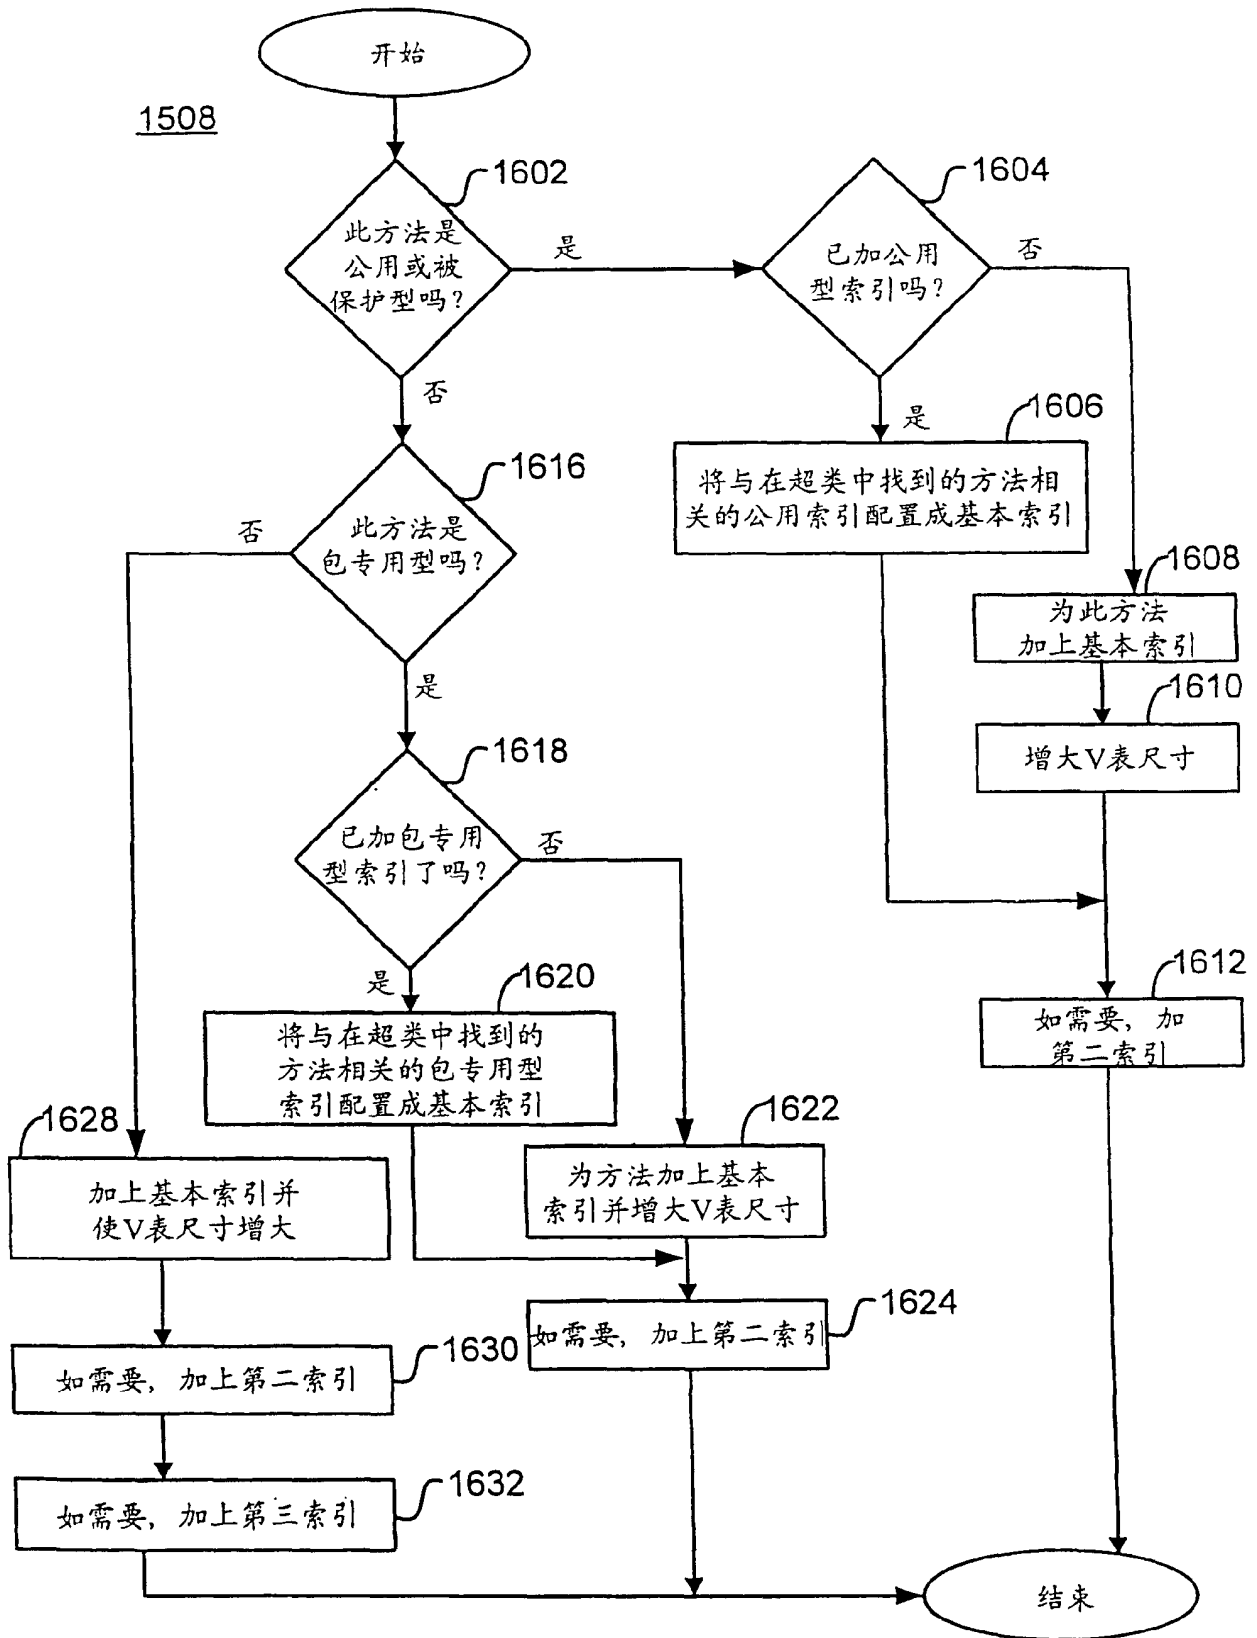 开始
1508
1602
此方法是
公用或被
保护型吗？
是
否
1604
已加公用
型索引吗？
否
是
1606
将与在超类中找到的方法相
关的公用索引配置成基本索引
1608
为此方法
加上基本索引
1610
增大V表尺寸
1612
如需要，加
第二索引
1616
此方法是
包专用型吗？
否
是
1618
已加包专用
型索引了吗？
否
是
1620
将与在超类中找到的
方法相关的包专用型
索引配置成基本索引
1622
为方法加上基本
索引并增大V表尺寸
1624
如需要，加上第二索引
1628
加上基本索引并
使V表尺寸增大
1630
如需要，加上第二索引
1632
如需要，加上第三索引
结束